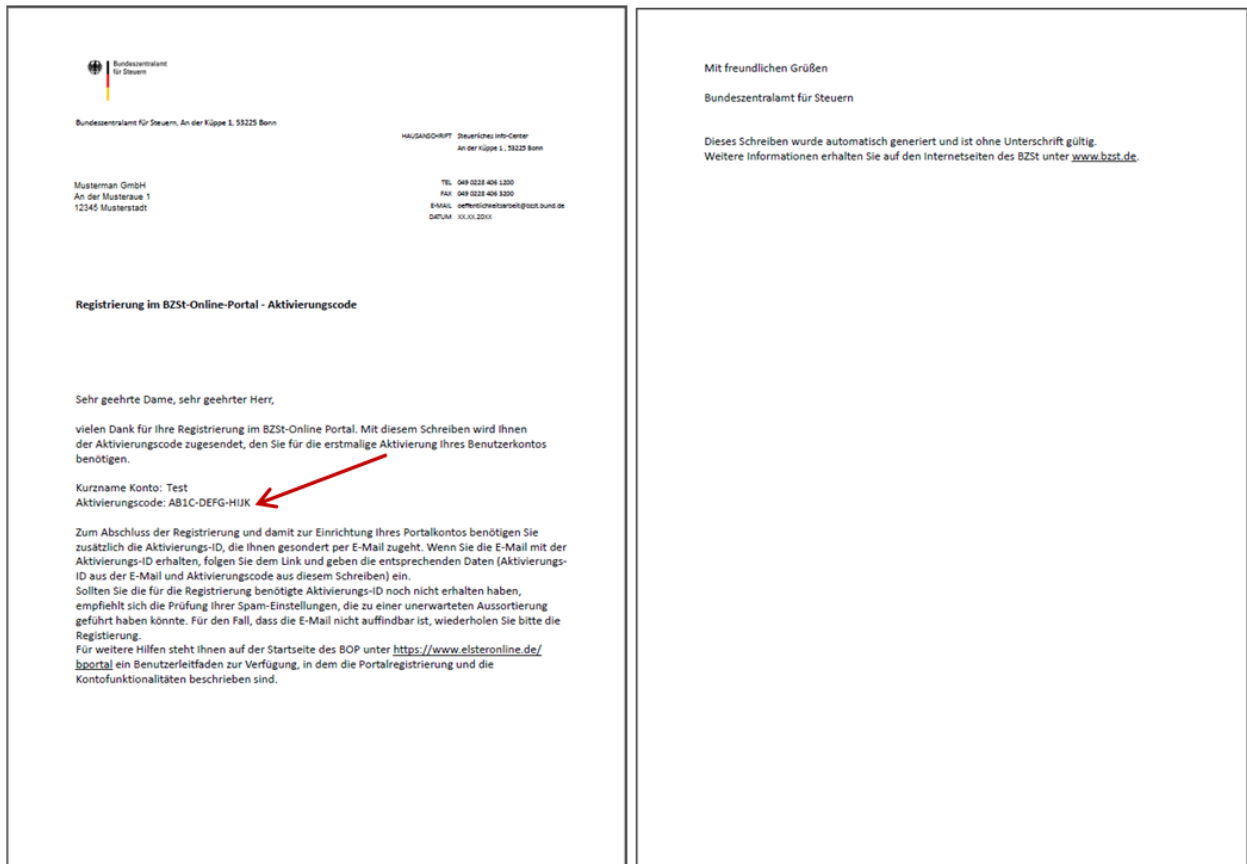 Bundeszentralamt
für Steuern
Bundeszentralamt für Steuern, An der Küppe 1, 53225 Bonn
HAUSANSCHRIFT Steuerliches Info-Center
An der Küppe 1 , 53225 Bonn
Musterman GmbH
An der Musteraue 1
12345 Musterstadt
TEL 049 0228 406 1200
FAX 049 0228 406 3200
E-MAIL oeffentlichkeitsarbeit@bzst.bund.de
DATUM XX.XX.20XX
Registrierung im BZSt-Online-Portal - Aktivierungscode
Sehr geehrte Dame, sehr geehrter Herr,
vielen Dank für Ihre Registrierung im BZSt-Online Portal. Mit diesem Schreiben wird Ihnen
der Aktivierungscode zugesendet, den Sie für die erstmalige Aktivierung Ihres Benutzerkontos
benötigen.
Kurzname Konto: Test
Aktivierungscode: AB1C-DEFG-HIJK
Zum Abschluss der Registrierung und damit zur Einrichtung Ihres Portalkontos benötigen Sie
zusätzlich die Aktivierungs-ID, die Ihnen gesondert per E-Mail zugeht. Wenn Sie die E-Mail mit der
Aktivierungs-ID erhalten, folgen Sie dem Link und geben die entsprechenden Daten (Aktivierungs-
ID aus der E-Mail und Aktivierungscode aus diesem Schreiben) ein.
Sollten Sie die für die Registrierung benötigte Aktivierungs-ID noch nicht erhalten haben,
empfiehlt sich die Prüfung Ihrer Spam-Einstellungen, die zu einer unerwarteten Aussortierung
geführt haben könnte. Für den Fall, dass die E-Mail nicht auffindbar ist, wiederholen Sie bitte die
Registierung.
Für weitere Hilfen steht Ihnen auf der Startseite des BOP unter https://www.elsteronline.de/
bportal ein Benutzerleitfaden zur Verfügung, in dem die Portalregistrierung und die
Kontofunktionalitäten beschrieben sind.
Mit freundlichen Grüßen
Bundeszentralamt für Steuern
Dieses Schreiben wurde automatisch generiert und ist ohne Unterschrift gültig.
Weitere Informationen erhalten Sie auf den Internetseiten des BZSt unter www.bzst.de.